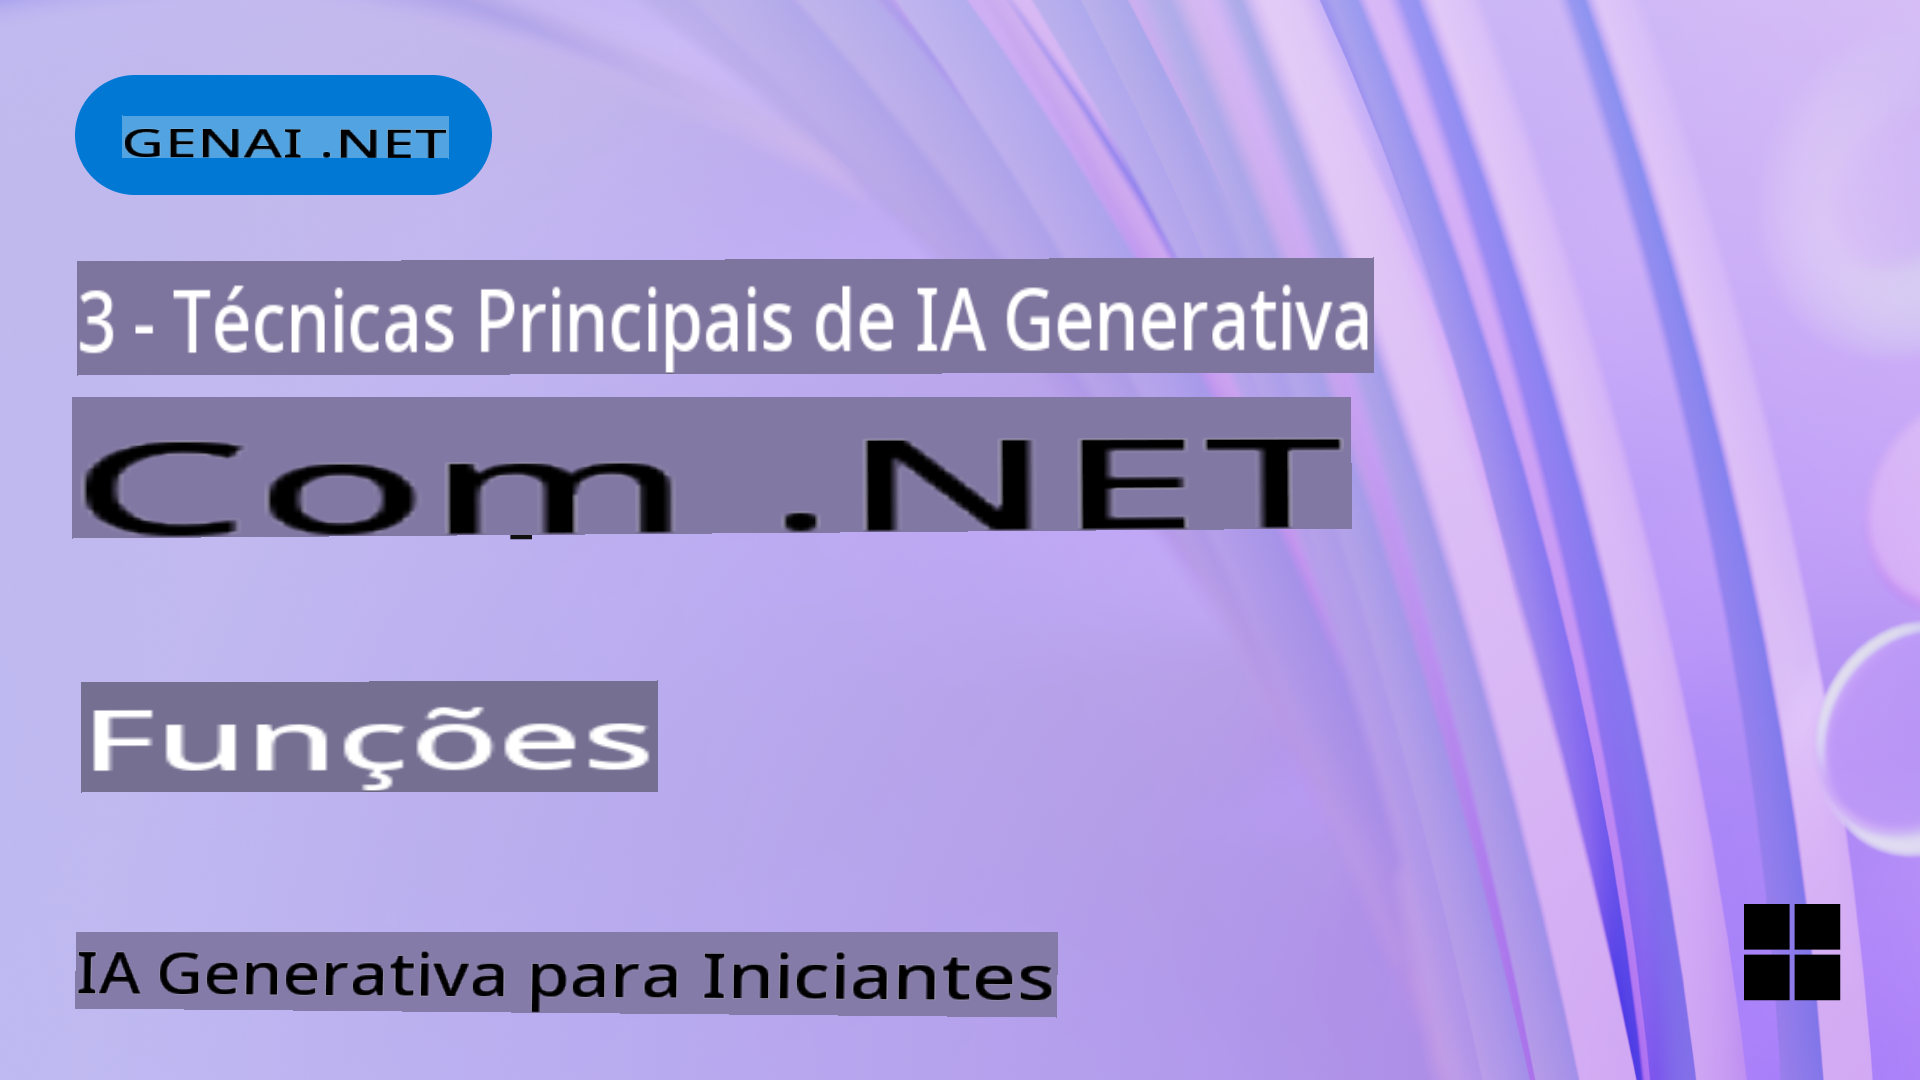 GENAI .NET
3 - Técnicas Principais de IA Generativa
Com .NET
Funções
IA Generativa para Iniciantes